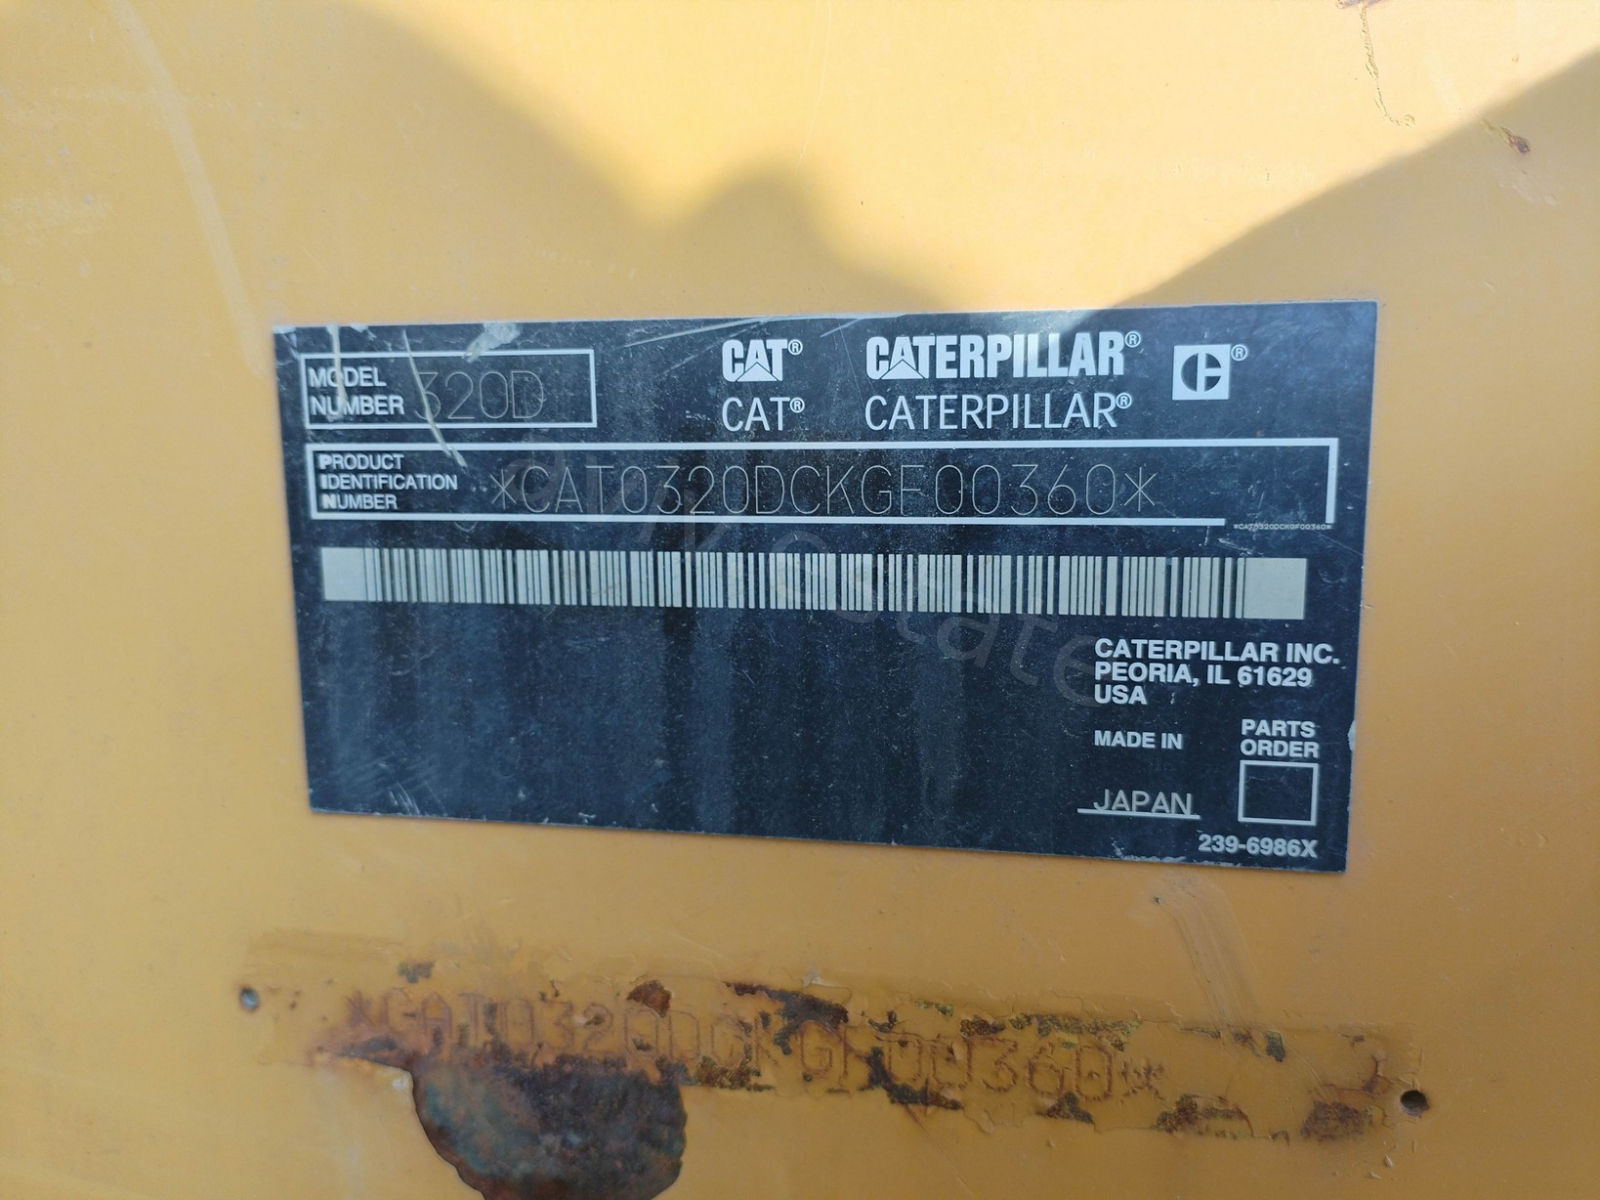 MODEL NUMBER 320D
CAT® CATERPILLAR® ®
CAT® CATERPILLAR®
PRODUCT IDENTIFICATION NUMBER *CAT0320DCKGF00360*
*CAT0320DCKGF00360*
CATERPILLAR INC.
PEORIA, IL 61629
USA
MADE IN
JAPAN
PARTS
ORDER
239-6986X
*CAT0320DCKGF00360*